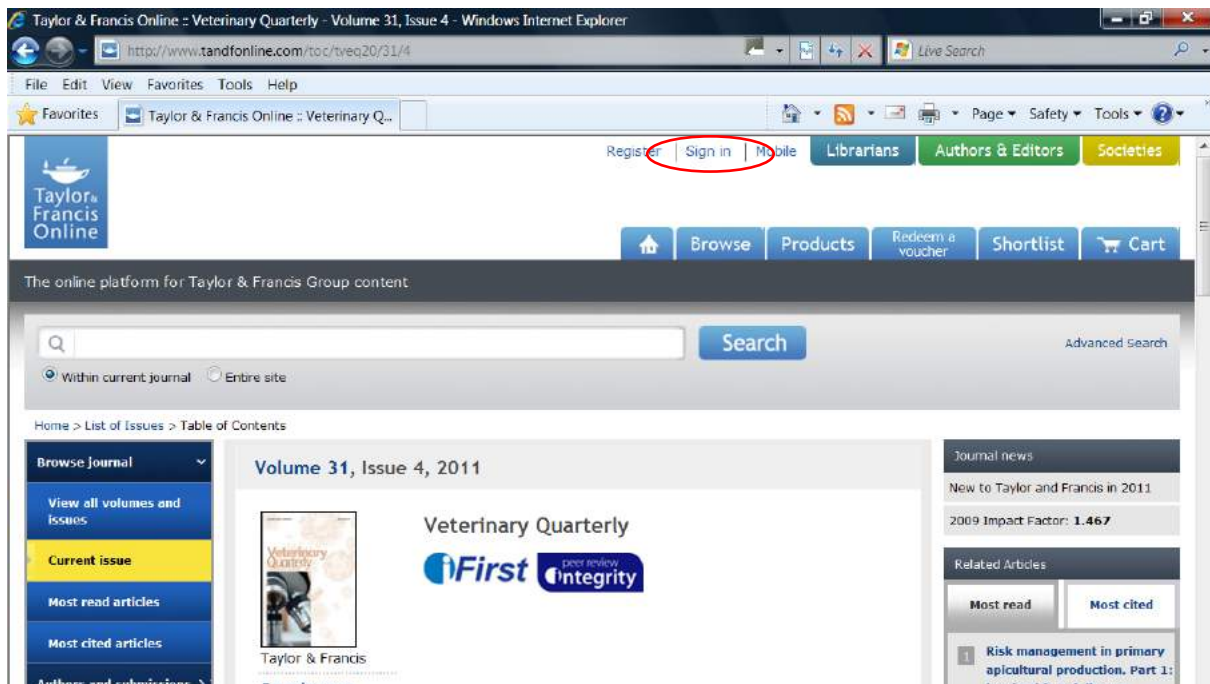 Taylor & Francis Online :: Veterinary Quarterly - Volume 31, Issue 4 - Windows Internet Explorer
http://www.tandfonline.com/toc/tveq20/31/4
Live Search
File Edit View Favorites Tools Help
Favorites
Taylor & Francis Online :: Veterinary Q...
Page Safety Tools
Register
Sign in
Mobile
Librarians
Authors & Editors
Societies
Taylor &
Francis
Online
Browse
Products
Redeem a
voucher
Shortlist
Cart
The online platform for Taylor & Francis Group content
Search
Advanced Search
Within current journal
Entire site
Home > List of Issues > Table of Contents
Browse journal
View all volumes and
issues
Current issue
Most read articles
Most cited articles
Authors and submissions
Volume 31, Issue 4, 2011
Veterinary
Quarterly
Veterinary Quarterly
iFirst
peer review
integrity
Taylor & Francis
Journal news
New to Taylor and Francis in 2011
2009 Impact Factor: 1.467
Related Articles
Most read
Most cited
1
Risk management in primary
apicultural production. Part 1: